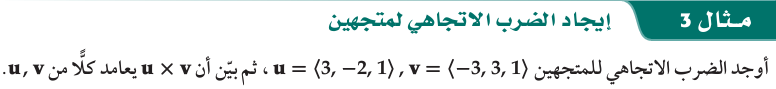 مثال 3 إيجاد الضرب الاتجاهي لمتجهين
أوجد الضرب الاتجاهي للمتجهين u = ⟨3, −2, 1⟩ , v = ⟨−3, 3, 1⟩ ، ثم بيّن أن u × v يعامد كلًّا من u, v.